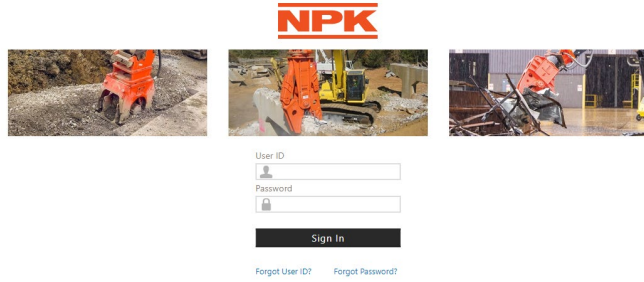 NPK
User ID
Password
Sign In
Forgot User ID? Forgot Password?